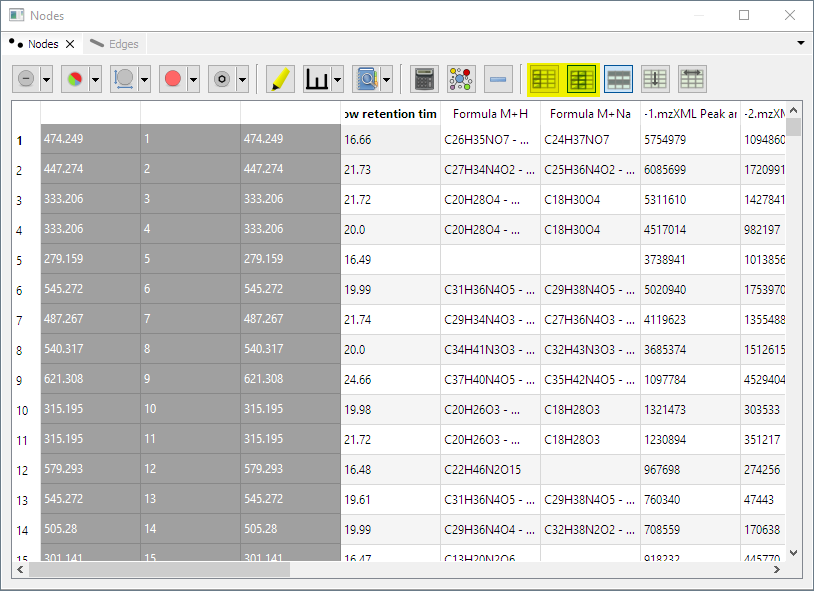 Nodes
Nodes Edges
ow retention tim Formula M+H Formula M+Na -1.mzXML Peak ar -2.mzXM
1 474.249 1 474.249 16.66 C26H35NO7 - ... C24H37NO7 5754979 1094860
2 447.274 2 447.274 21.73 C27H34N4O2 - ... C25H36N4O2 - ... 6085699 1720991
3 333.206 3 333.206 21.72 C20H28O4 - ... C18H30O4 5311610 1427841
4 333.206 4 333.206 20.0 C20H28O4 - ... C18H30O4 4517014 982197
5 279.159 5 279.159 16.49 3738941 1013856
6 545.272 6 545.272 19.99 C31H36N4O5 - ... C29H38N4O5 - ... 5020940 1753970
7 487.267 7 487.267 21.74 C29H34N4O3 - ... C27H36N4O3 - ... 4119623 1355488
8 540.317 8 540.317 20.0 C34H41N3O3 - ... C32H43N3O3 - ... 3685374 1512615
9 621.308 9 621.308 24.66 C37H40N4O5 - ... C35H42N4O5 - ... 1097784 4529404
10 315.195 10 315.195 19.98 C20H26O3 - ... C18H28O3 1321473 303533
11 315.195 11 315.195 21.72 C20H26O3 - ... C18H28O3 1230894 351217
12 579.293 12 579.293 16.48 C22H46N2O15 967698 274256
13 545.272 13 545.272 19.61 C31H36N4O5 - ... C29H38N4O5 - ... 760340 47443
14 505.28 14 505.28 19.99 C29H36N4O4 - ... C32H38N2O2 - ... 708559 170638
15 301.141 15 301.141 16.47 C13H20N2O6 918232 445770